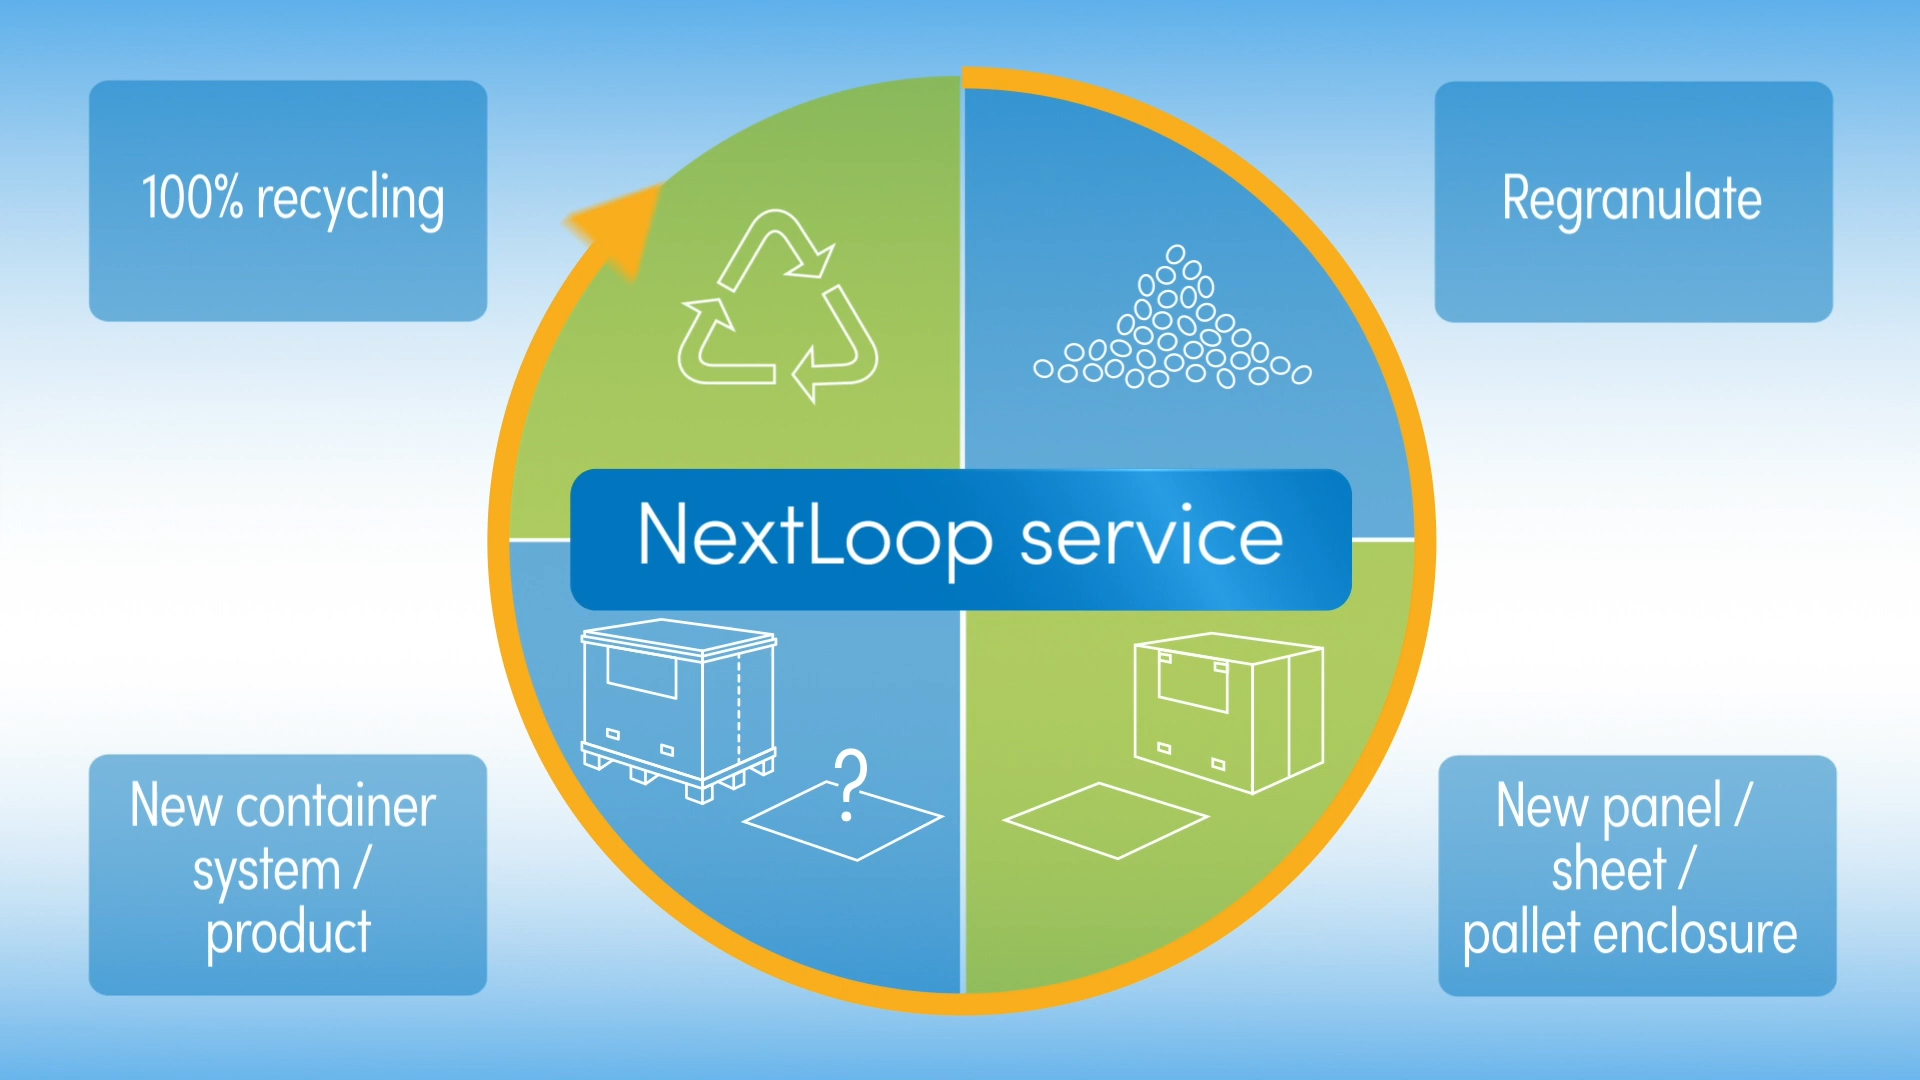 100% recycling
Regranulate
NextLoop service
?
New container
system /
product
New panel /
sheet /
pallet enclosure